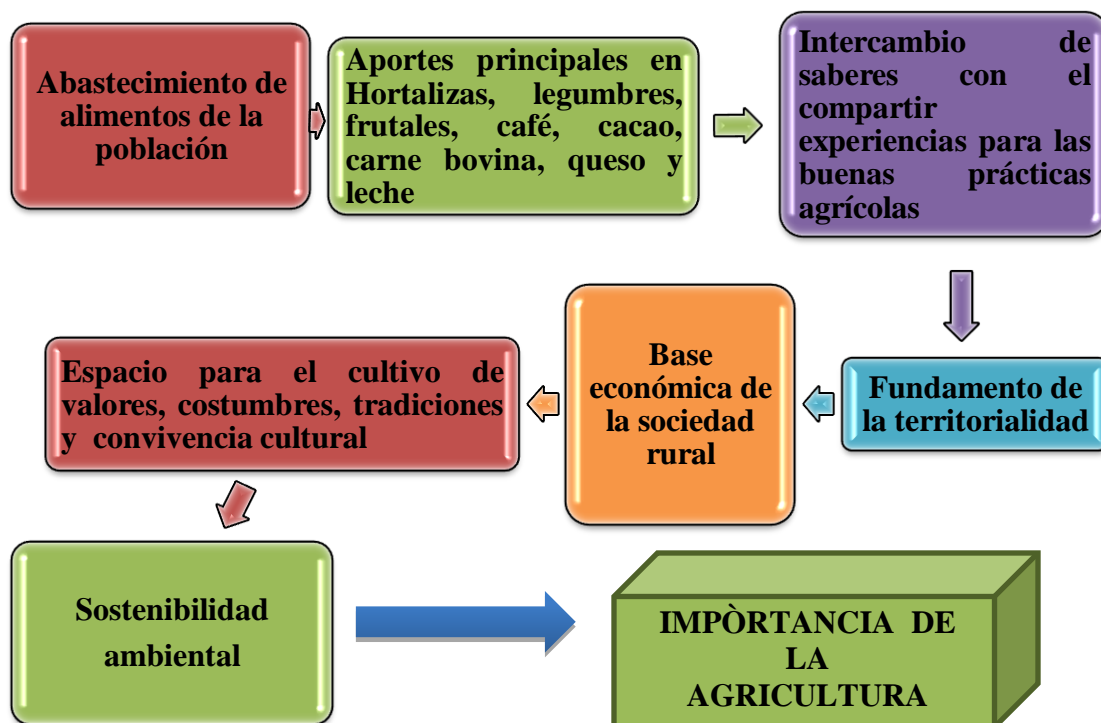 Abastecimiento de
alimentos de la
población
Aportes principales en
Hortalizas, legumbres,
frutales, café, cacao,
carne bovina, queso y
leche
Intercambio de
saberes con el
compartir
experiencias para las
buenas prácticas
agrícolas
Fundamento de
la territorialidad
Base
económica de
la sociedad
rural
Espacio para el cultivo de
valores, costumbres, tradiciones
y convivencia cultural
Sostenibilidad
ambiental
IMPÒRTANCIA DE
LA
AGRICULTURA